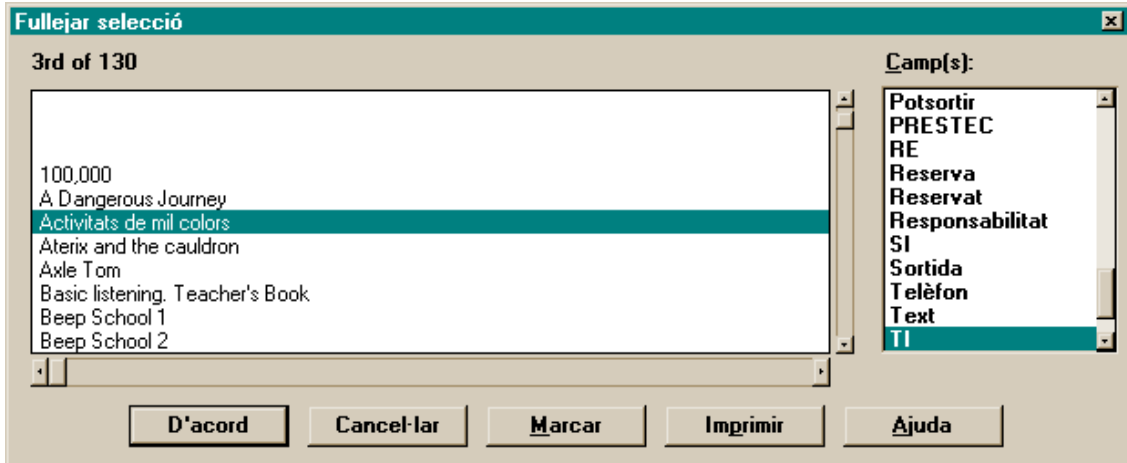 Fullejar selecció
3rd of 130
Camp(s):
100,000
A Dangerous Journey
Activitats de mil colors
Aterix and the cauldron
Axle Tom
Basic listening. Teacher's Book
Beep School 1
Beep School 2
Potsortir
PRESTEC
RE
Reserva
Reservat
Responsabilitat
SI
Sortida
Telèfon
Text
TI
D'acord
Cancel·lar
Marcar
Imprimir
Ajuda